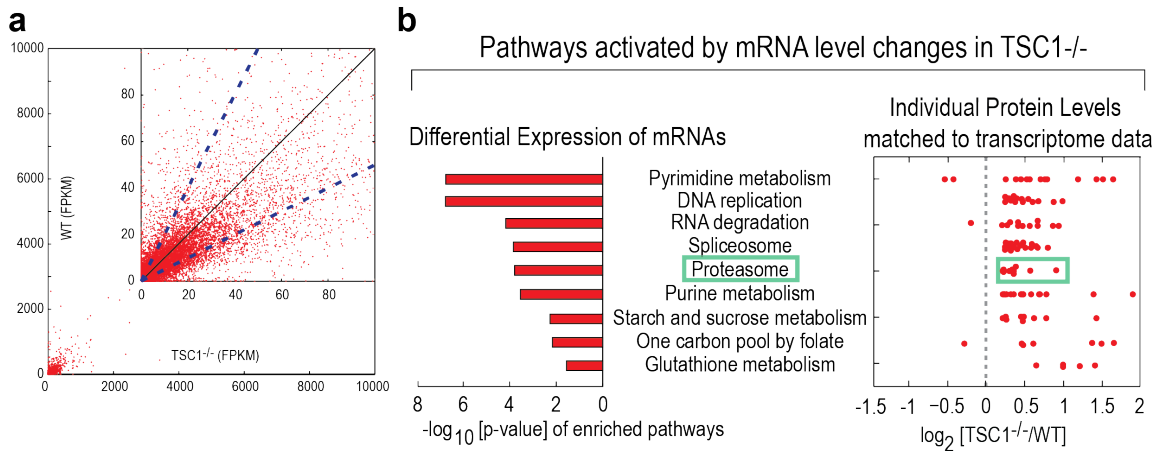 a
10000
8000
6000
4000
2000
0
WT (FPKM)
80
60
40
20
0
0 20 40 60 80
TSC1-/- (FPKM)
0 2000 4000 6000 8000 10000
b
Pathways activated by mRNA level changes in TSC1-/-
Differential Expression of mRNAs
Individual Protein Levels
matched to transcriptome data
Pyrimidine metabolism
DNA replication
RNA degradation
Spliceosome
Proteasome
Purine metabolism
Starch and sucrose metabolism
One carbon pool by folate
Glutathione metabolism
8 6 4 2 0
-log10 [p-value] of enriched pathways
-1.5 -1 −0.5 0 0.5 1 1.5 2
log2 [TSC1-/-/WT]